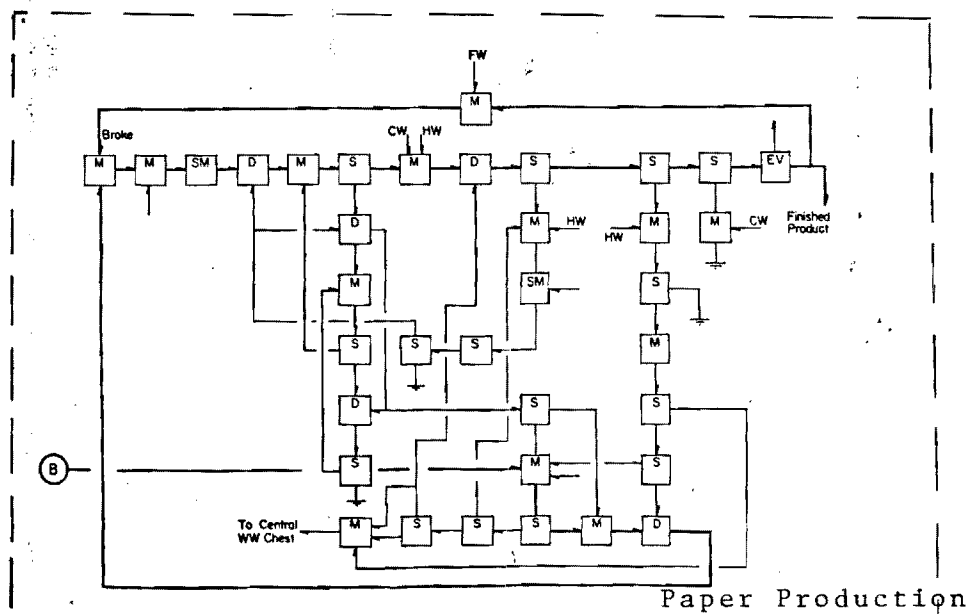 FW
M
Broke
CW HW
M M SM D M S M D S S S EV
Finished
Product
D M HW HW M M CW
M SM S
S S S M
D S S
B S M S
To Central
WW Chest
M S S S M D
Paper Production